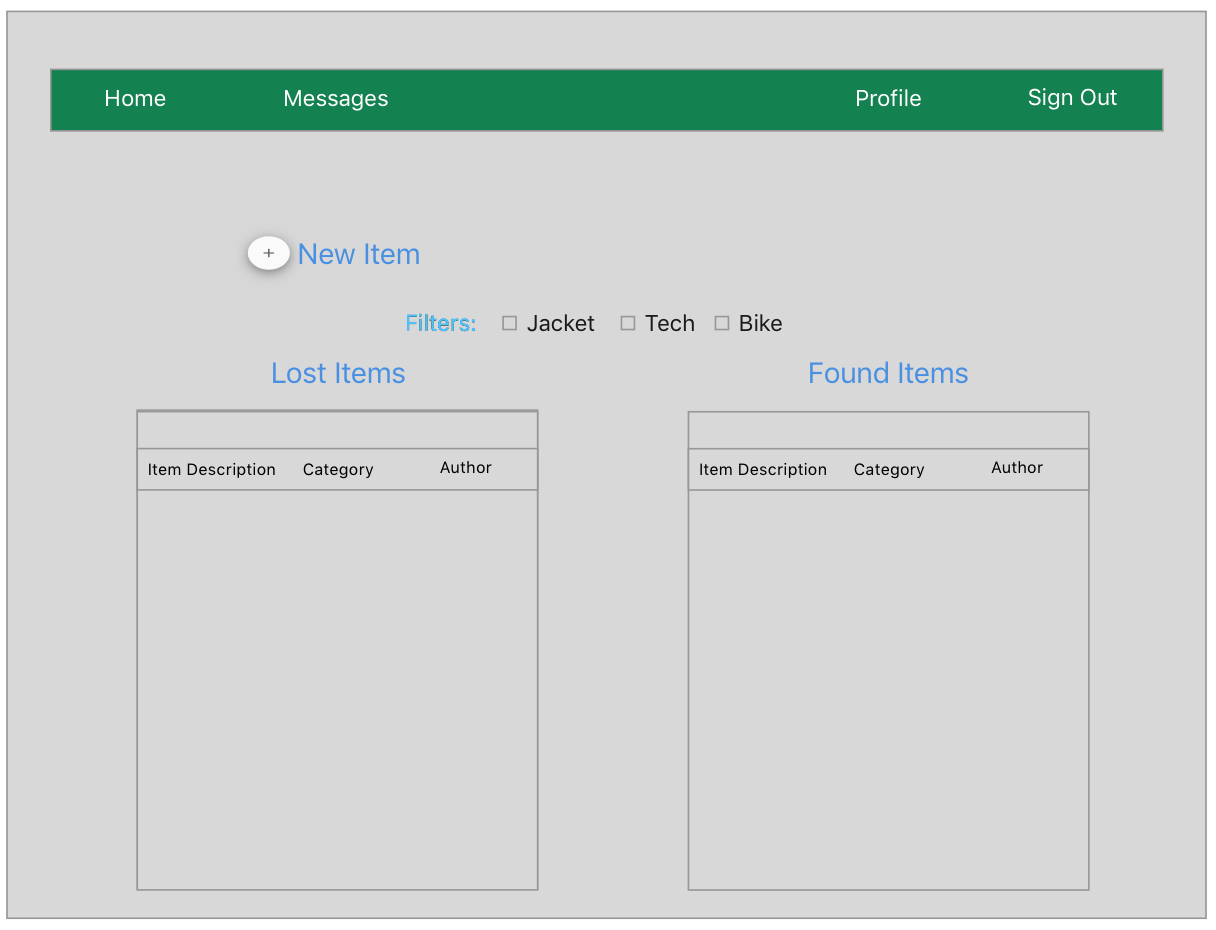 Home Messages Profile Sign Out
+ New Item
Filters: Jacket Tech Bike
Lost Items Found Items
Item Description Category Author Item Description Category Author